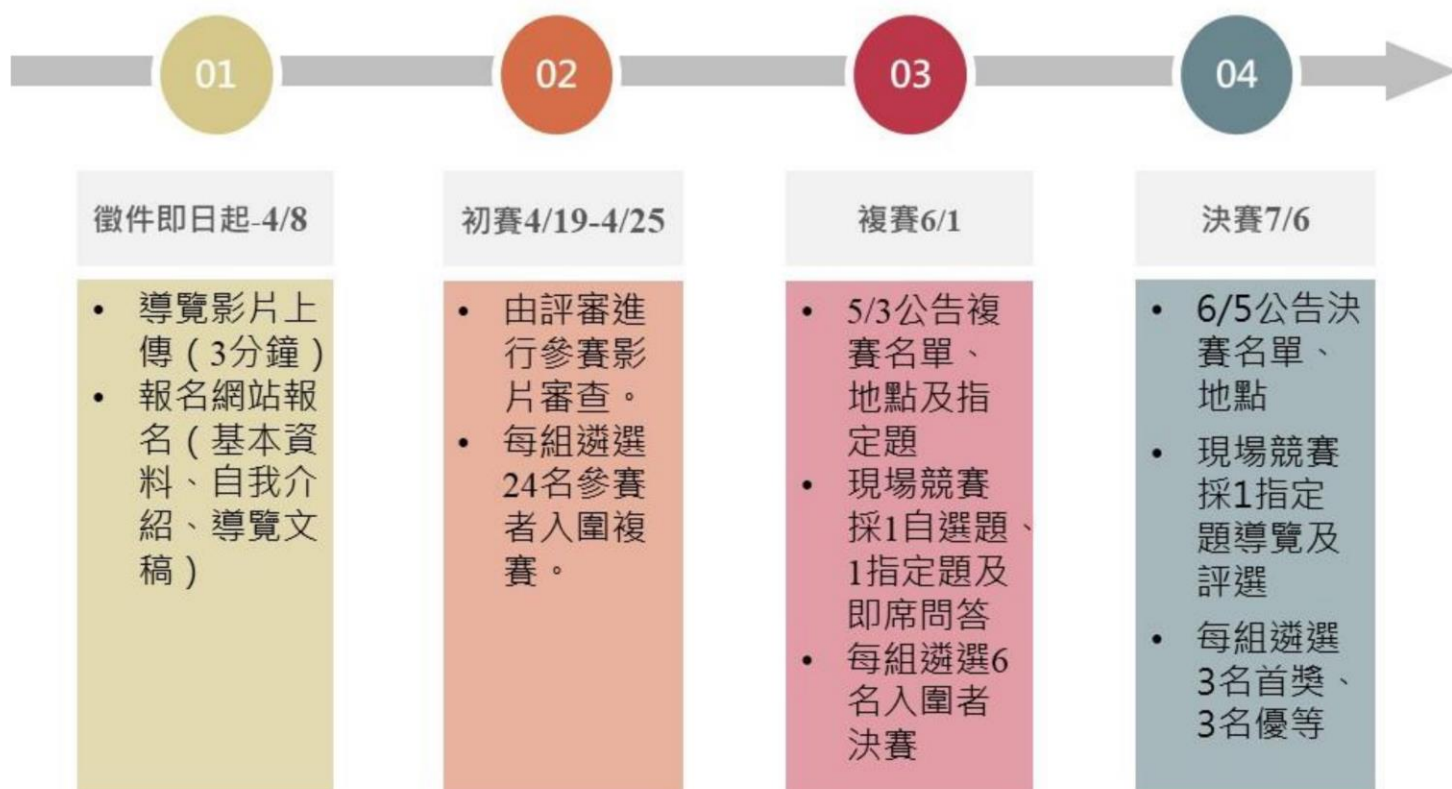 01
02
03
04
徵件即日起-4/8
• 導覽影片上
傳（3分鐘）
• 報名網站報
名（基本資
料、自我介
紹、導覽文
稿）
初賽4/19-4/25
• 由評審進
行參賽影
片審查。
• 每組遴選
24名參賽
者入圍複
賽。
複賽6/1
• 5/3公告複
賽名單、
地點及指
定題
• 現場競賽
採1自選題、
1指定題及
即席問答
• 每組遴選6
名入圍者
決賽
決賽7/6
• 6/5公告決
賽名單、
地點
• 現場競賽
採1指定
題導覽及
評選
• 每組遴選
3名首獎、
3名優等